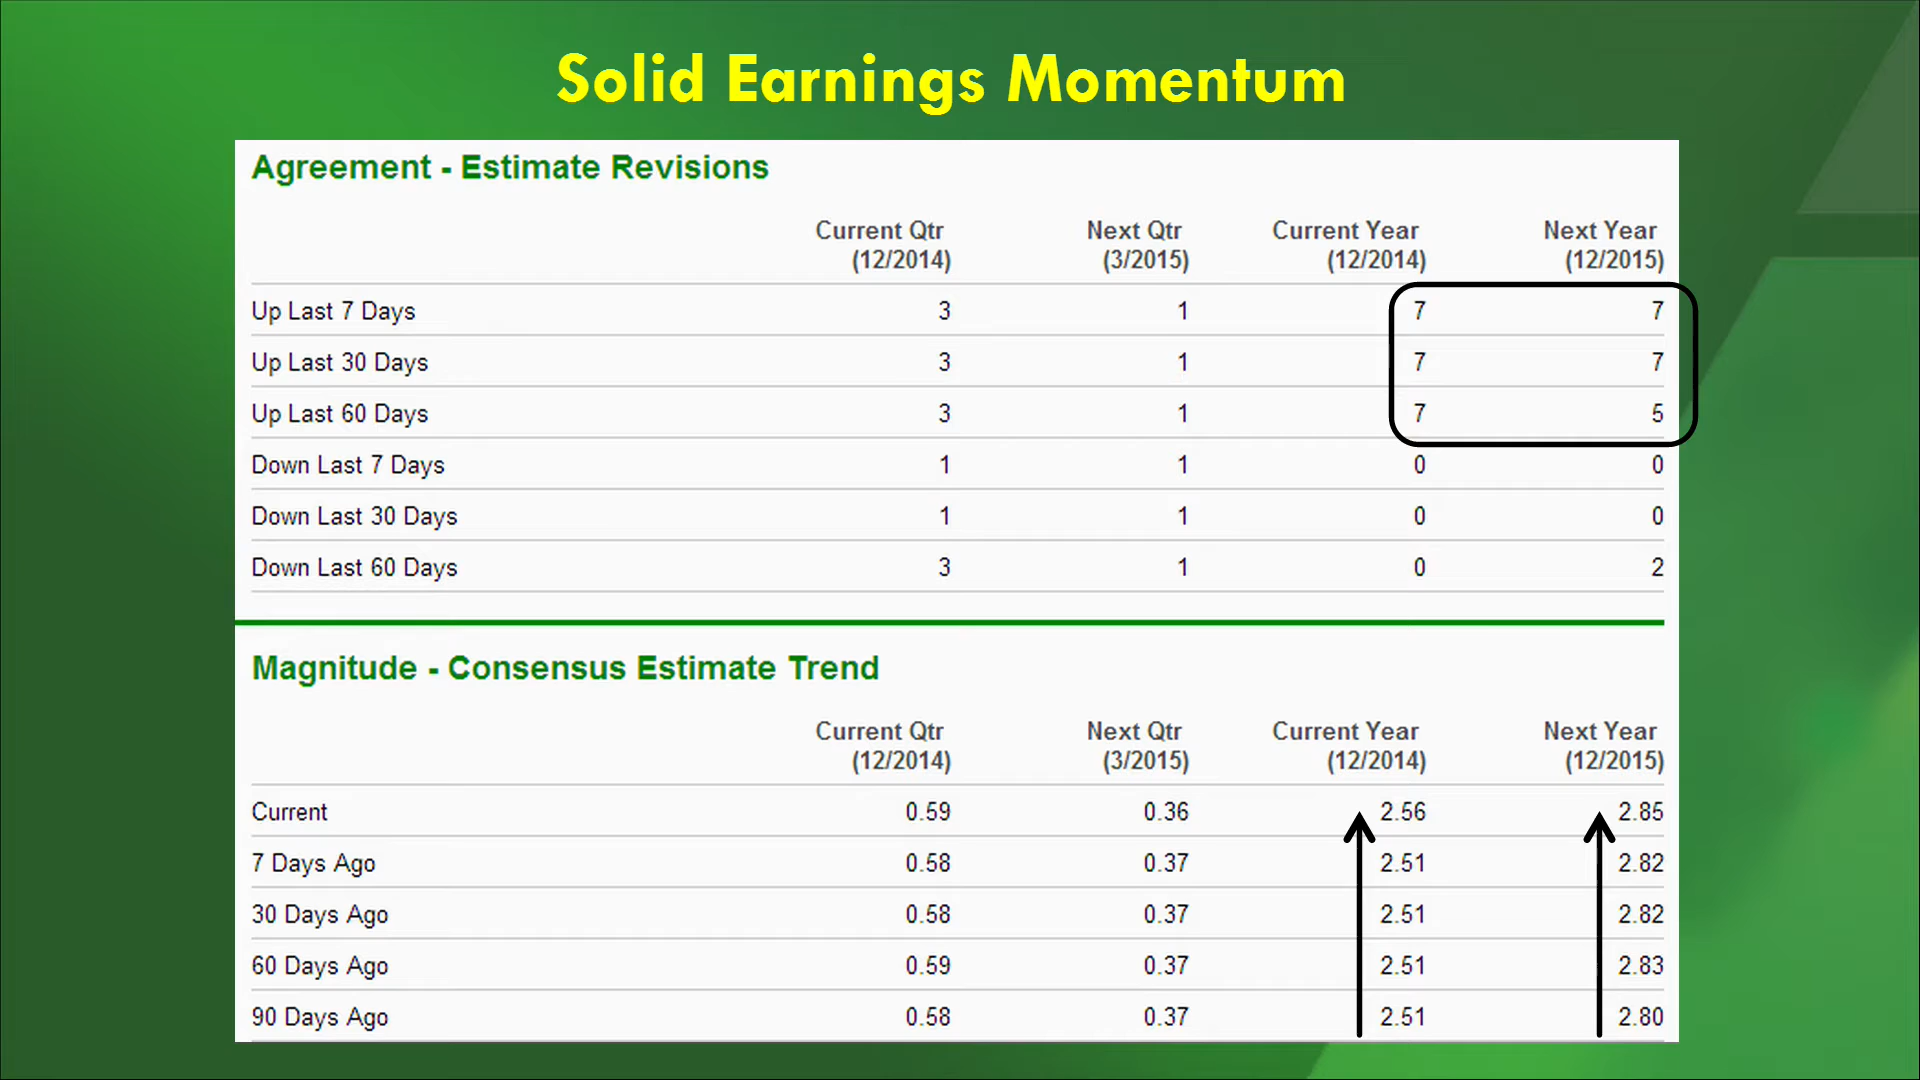 Solid Earnings Momentum
Agreement - Estimate Revisions
Current Qtr Next Qtr Current Year Next Year
(12/2014) (3/2015) (12/2014) (12/2015)
Up Last 7 Days 3 1 7 7
Up Last 30 Days 3 1 7 7
Up Last 60 Days 3 1 7 5
Down Last 7 Days 1 1 0 0
Down Last 30 Days 1 1 0 0
Down Last 60 Days 3 1 0 2
Magnitude - Consensus Estimate Trend
Current Qtr Next Qtr Current Year Next Year
(12/2014) (3/2015) (12/2014) (12/2015)
Current 0.59 0.36 2.56 2.85
7 Days Ago 0.58 0.37 2.51 2.82
30 Days Ago 0.58 0.37 2.51 2.82
60 Days Ago 0.59 0.37 2.51 2.83
90 Days Ago 0.58 0.37 2.51 2.80